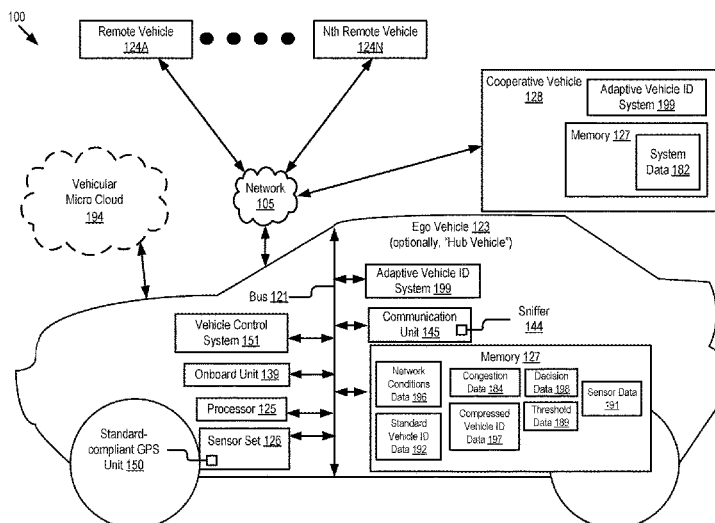 100
Remote Vehicle
124A
Nth Remote Vehicle
124N
Cooperative Vehicle
128
Adaptive Vehicle ID
System 199
Memory 127
System
Data 182
Vehicular
Micro Cloud
194
Network
105
Ego Vehicle 123
(optionally, "Hub Vehicle")
Bus 121
Adaptive Vehicle ID
System 199
Vehicle Control
System 151
Communication
Unit 145
Sniffer
144
Onboard Unit 139
Processor 125
Sensor Set 126
Standard-
compliant GPS
Unit 150
Memory 127
Network
Conditions
Data 196
Congestion
Data 184
Decision
Data 198
Sensor Data
191
Standard
Vehicle ID
Data 192
Compressed
Vehicle ID
Data 197
Threshold
Data 189